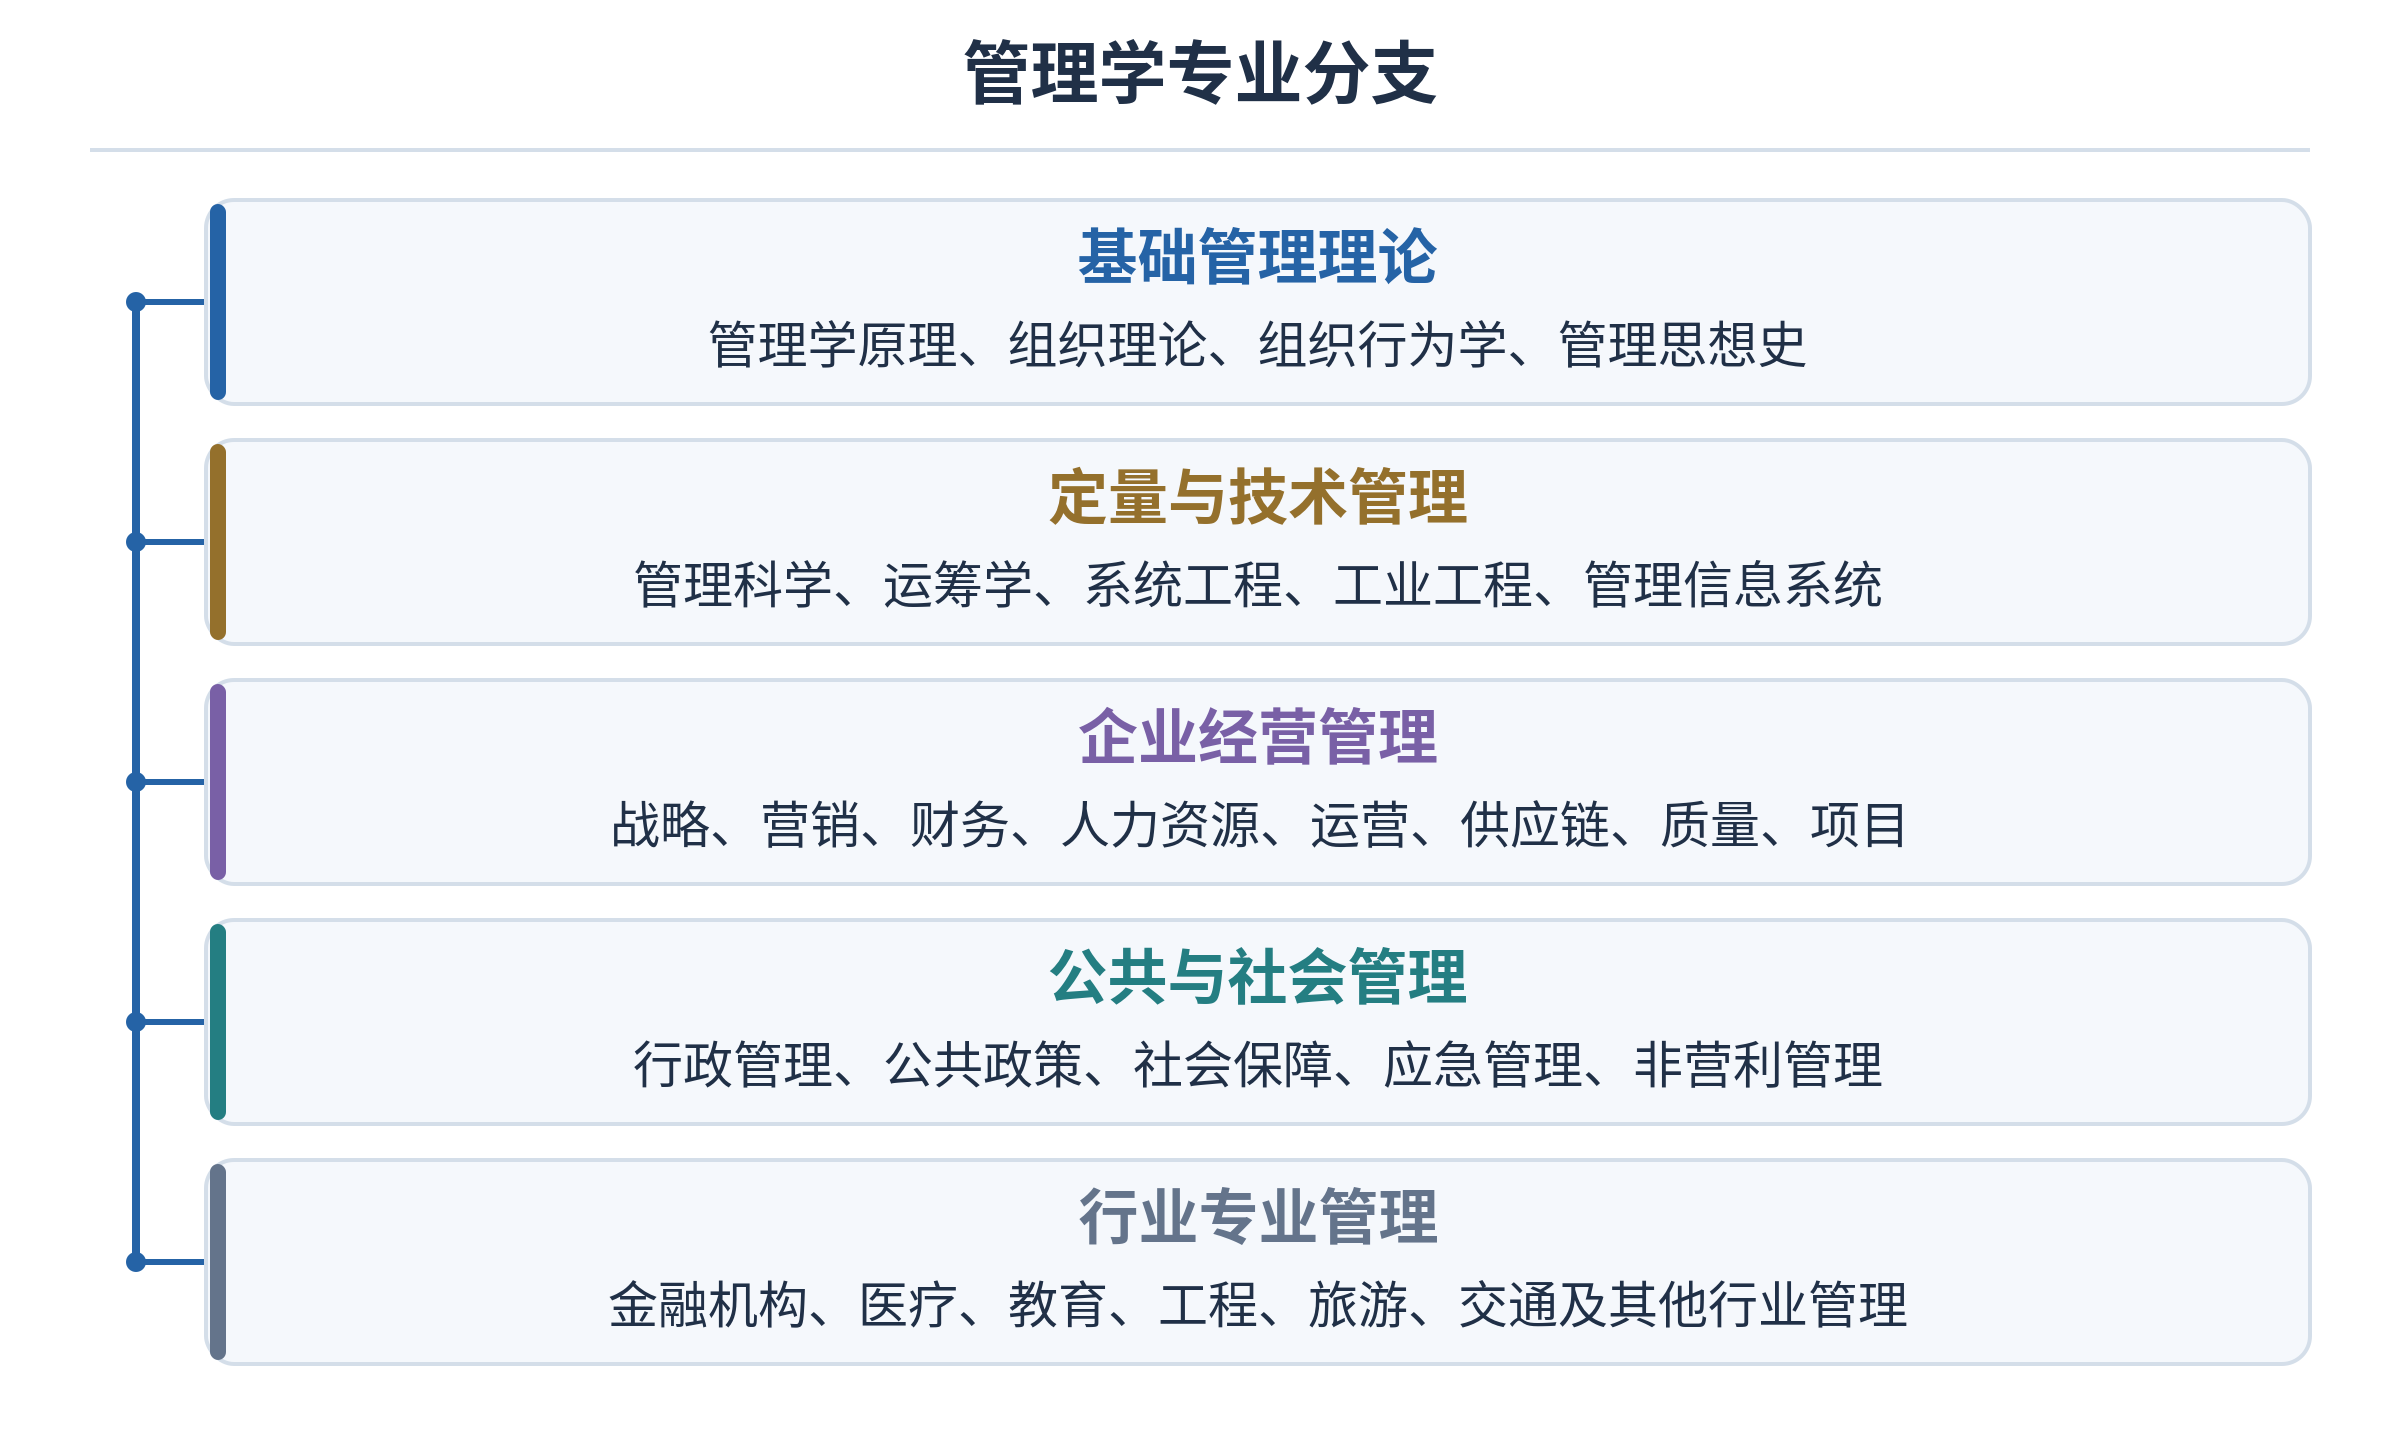 管理学专业分支
基础管理理论
管理学原理、组织理论、组织行为学、管理思想史
定量与技术管理
管理科学、运筹学、系统工程、工业工程、管理信息系统
企业经营管理
战略、营销、财务、人力资源、运营、供应链、质量、项目
公共与社会管理
行政管理、公共政策、社会保障、应急管理、非营利管理
行业专业管理
金融机构、医疗、教育、工程、旅游、交通及其他行业管理